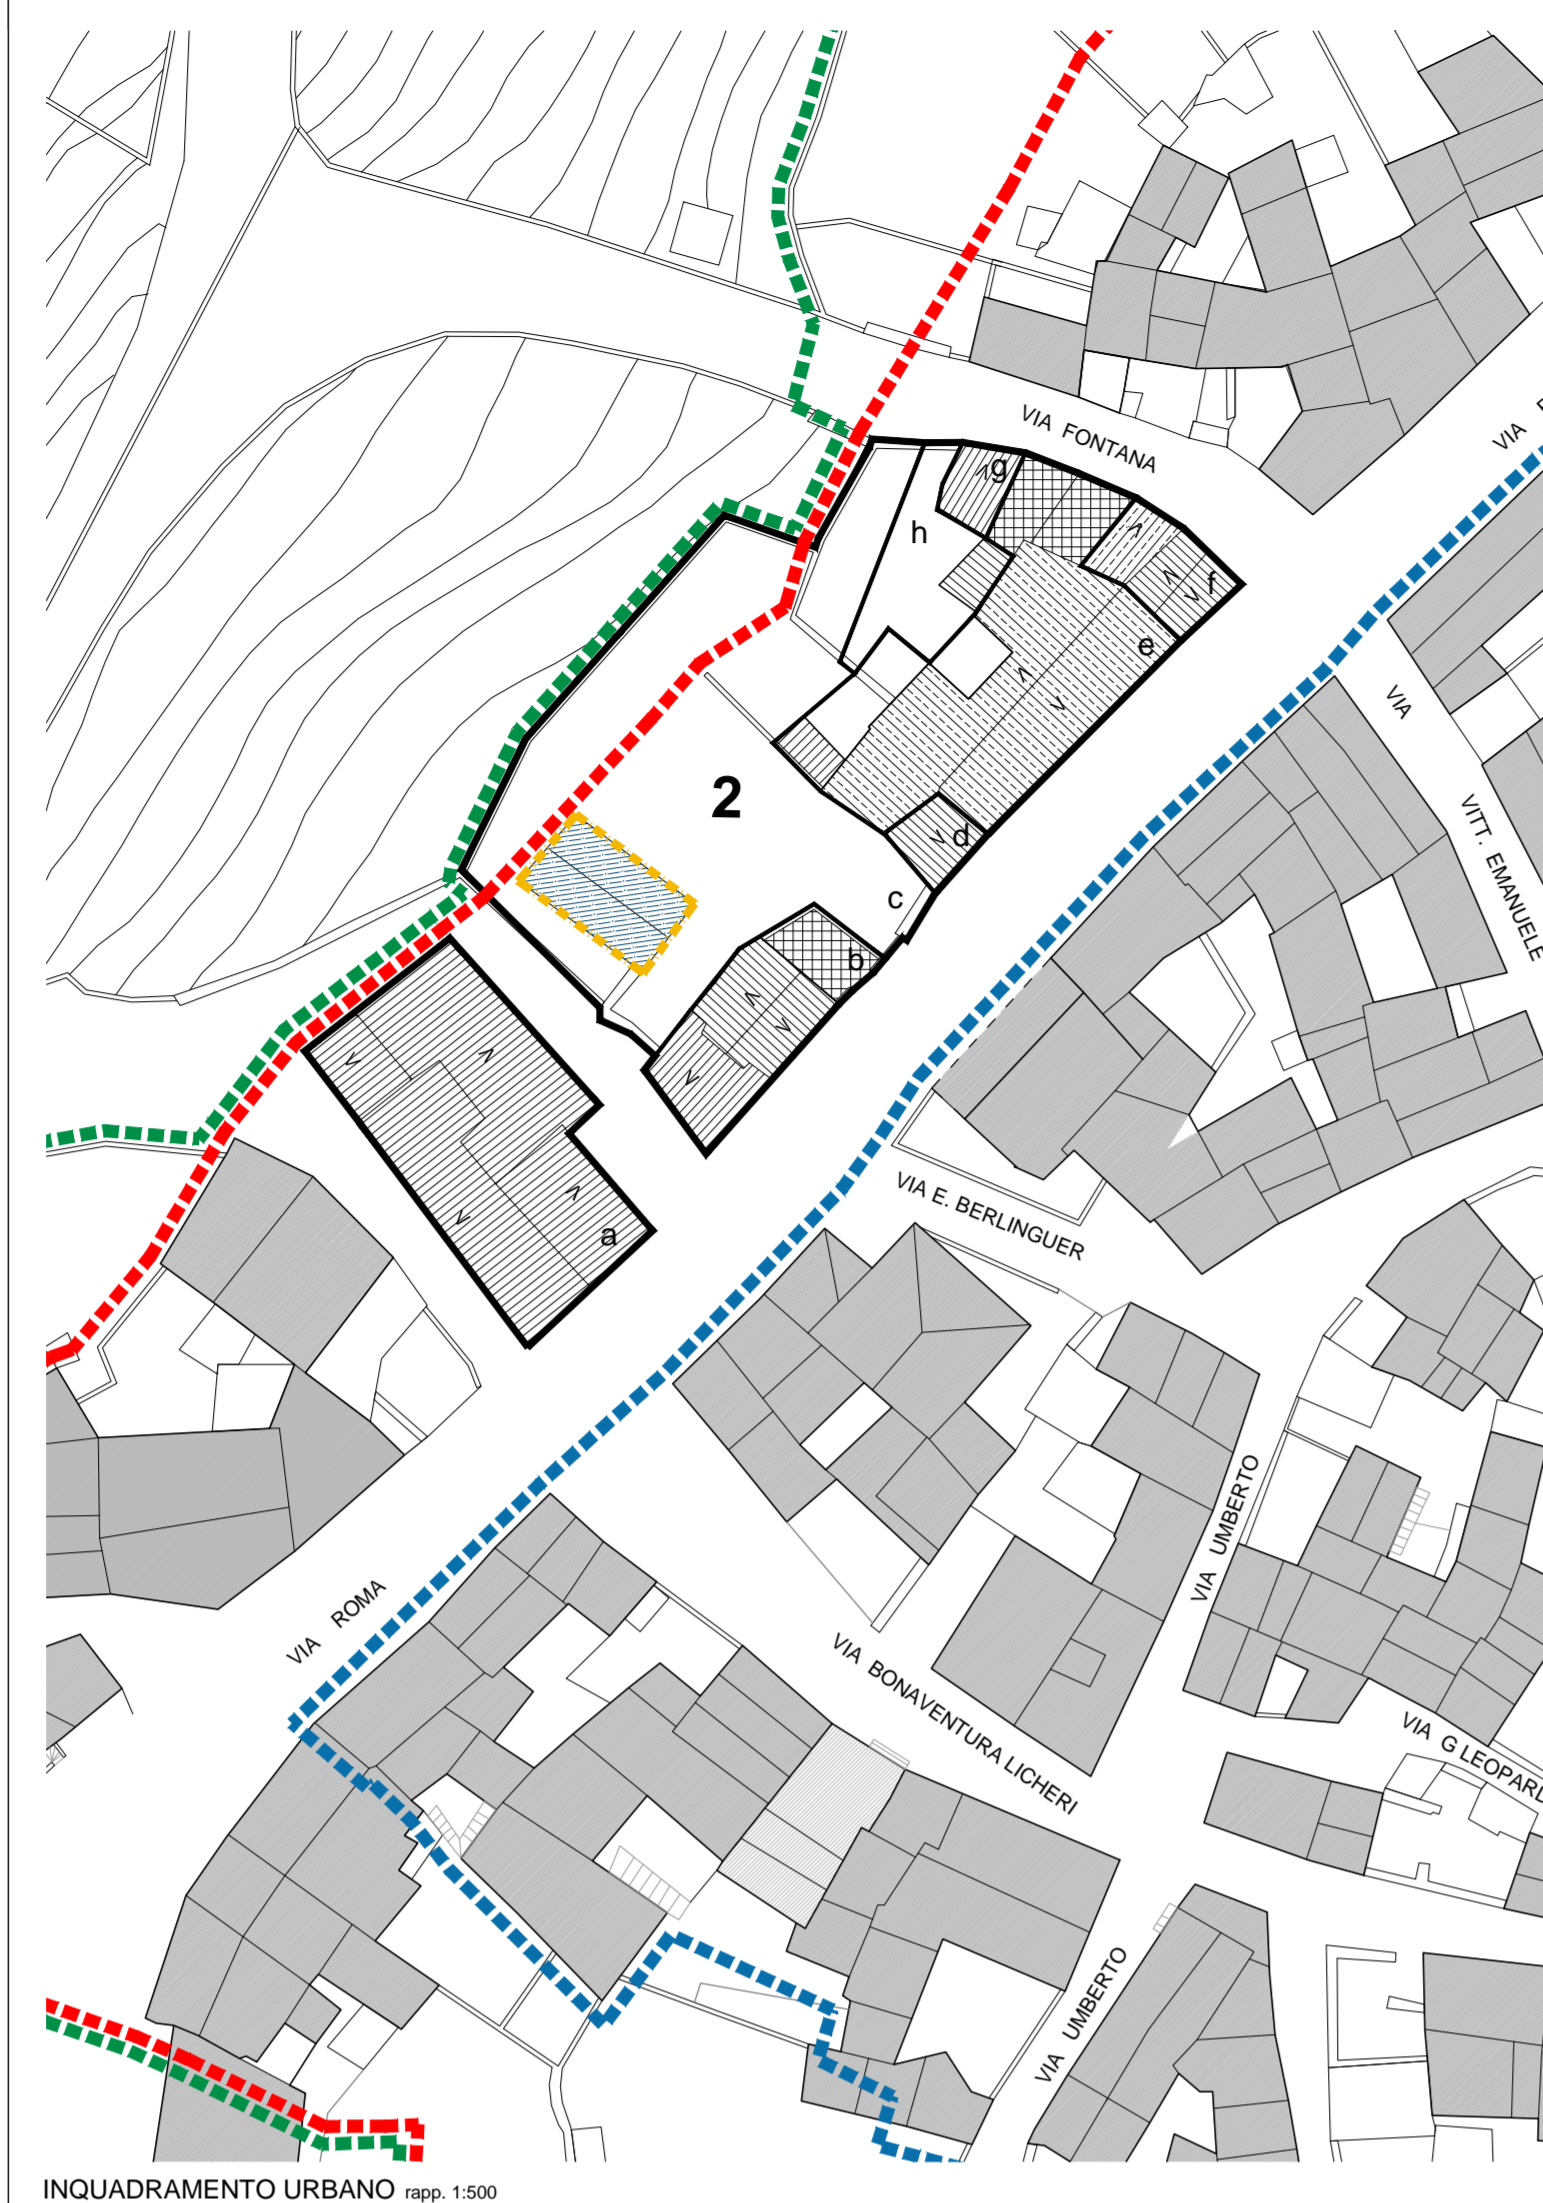 VIA FONTANA
VIA
g
h
f
e
VIA
2
VITT. EMANUELE
d
c
b
VIA E. BERLINGUER
a
VIA UMBERTO
VIA ROMA
VIA BONAVENTURA LICHERI
VIA G LEOPAR
VIA UMBERTO
INQUADRAMENTO URBANO rapp. 1:500